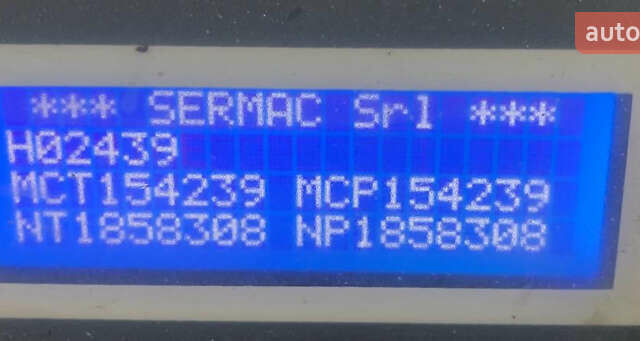 auto
*** SERMAC Srl ***
H02439
MCT154239 MCP154239
NT1858308 NP1858308